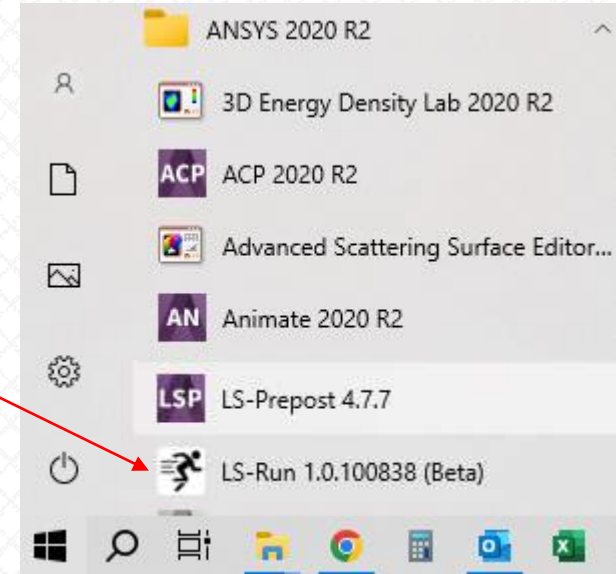 ANSYS 2020 R2
3D Energy Density Lab 2020 R2
ACP ACP 2020 R2
Advanced Scattering Surface Editor...
AN Animate 2020 R2
LSP LS-Prepost 4.7.7
LS-Run 1.0.100838 (Beta)